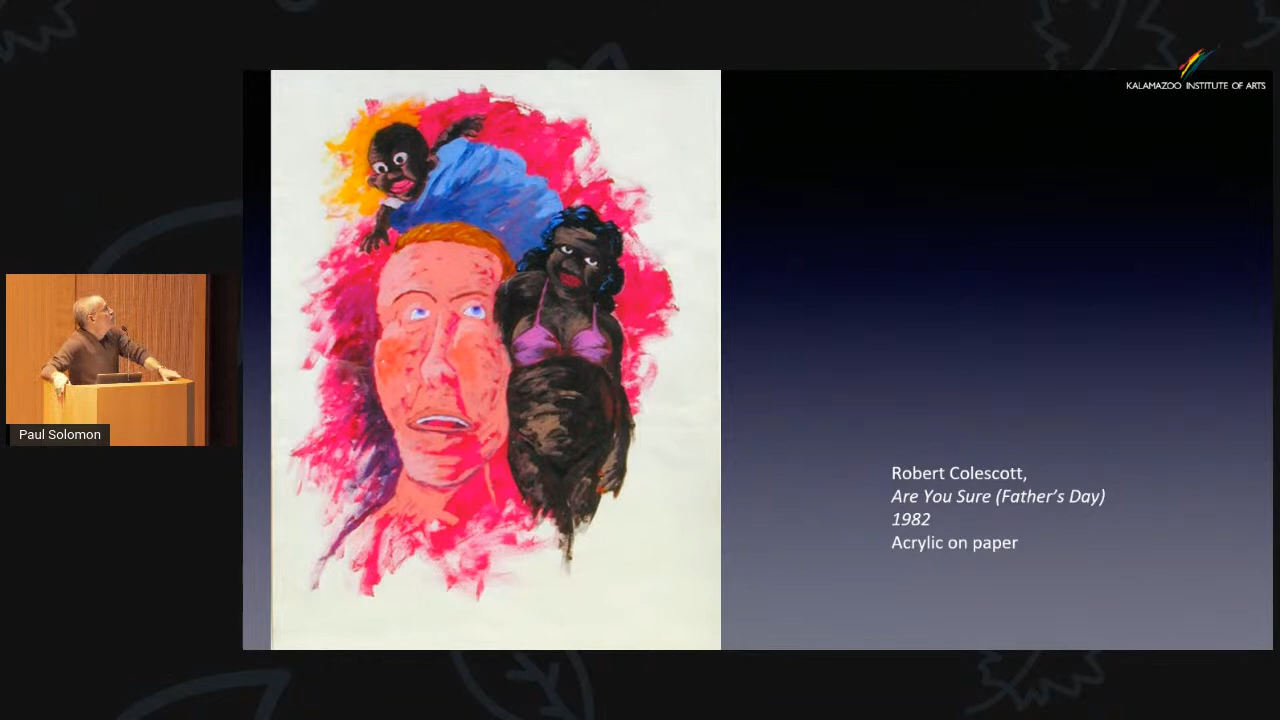 KALAMAZOO INSTITUTE OF ARTS
Paul Solomon
Robert Colescott,
Are You Sure (Father's Day)
1982
Acrylic on paper